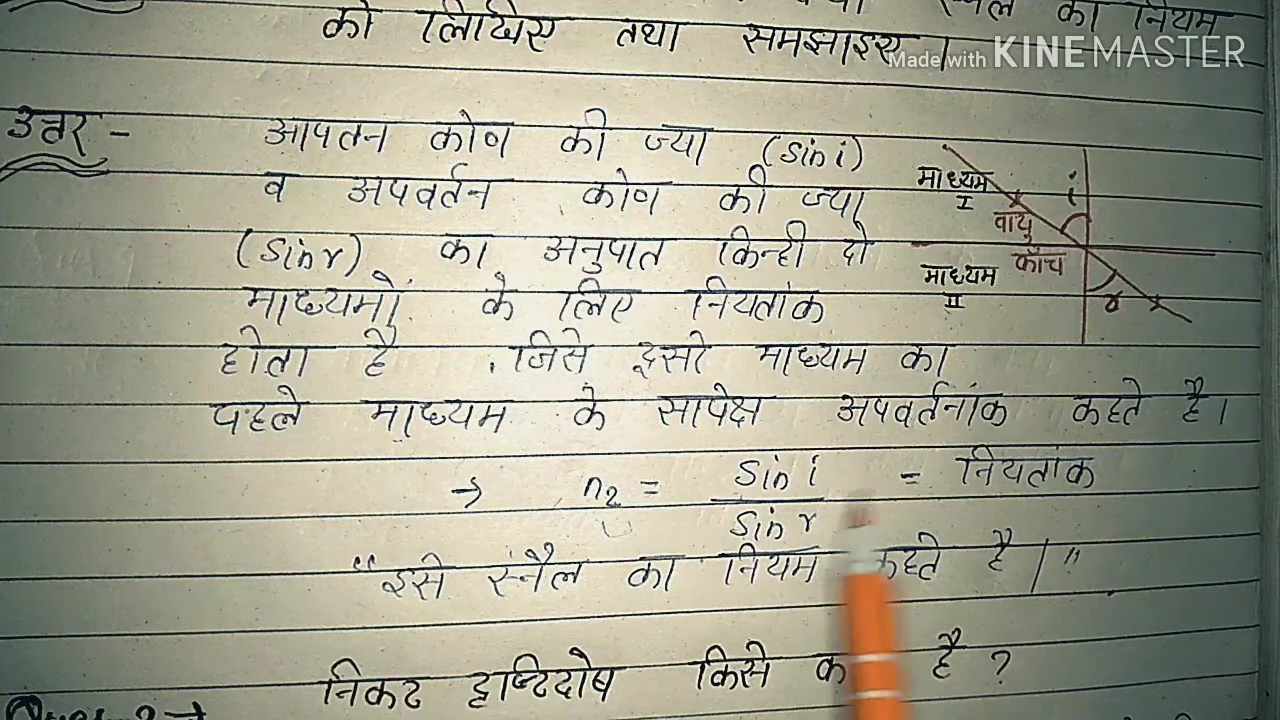 स्नैल का नियम
को लिखिए तथा समझाइए ।
Made with KINEMASTER
उत्तर -
आपतन कोण की ज्या (sin i)
व अपवर्तन कोण की ज्या
(sin r) का अनुपात किन्ही दो
माध्यमों के लिए नियतांक
होता है , जिसे दूसरे माध्यम का
पहले माध्यम के सापेक्ष अपवर्तनांक कहते है।
→ n₂ = sin i / sin r = नियतांक
"इसे स्नैल का नियम कहते है।"
माध्यम I
वायु
i
काँच
माध्यम II
r
निकट दृष्टिदोष किसे क है ?